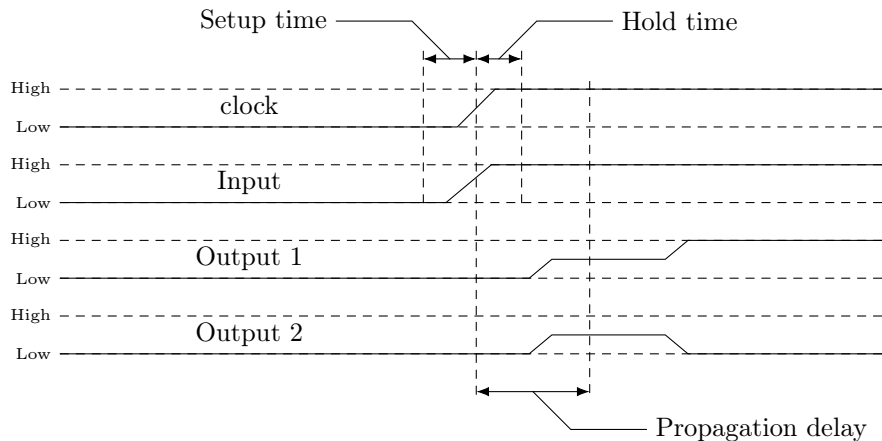 Setup time
Hold time
High
clock
Low
High
Input
Low
High
Output 1
Low
High
Output 2
Low
Propagation delay